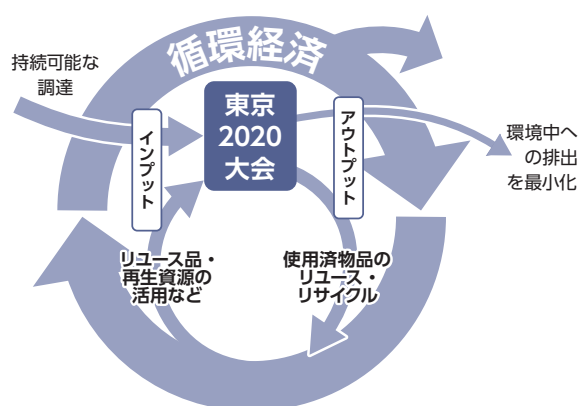 循環経済
持続可能な
調達
インプット
東京
2020
大会
アウトプット
環境中へ
の排出
を最小化
リユース品・
再生資源の
活用など
使用済物品の
リユース・
リサイクル